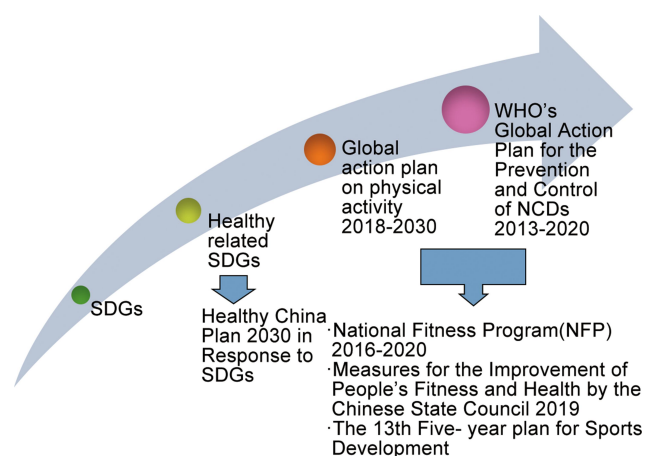 WHO's
Global Action
Plan for the
Prevention
and Control
of NCDs
2013-2020
Global
action plan
on physical
activity
2018-2030
Healthy
related
SDGs
SDGs
Healthy China
Plan 2030 in
Response to
SDGs
·National Fitness Program(NFP)
2016-2020
·Measures for the Improvement of
People's Fitness and Health by the
Chinese State Council 2019
·The 13th Five- year plan for Sports
Development